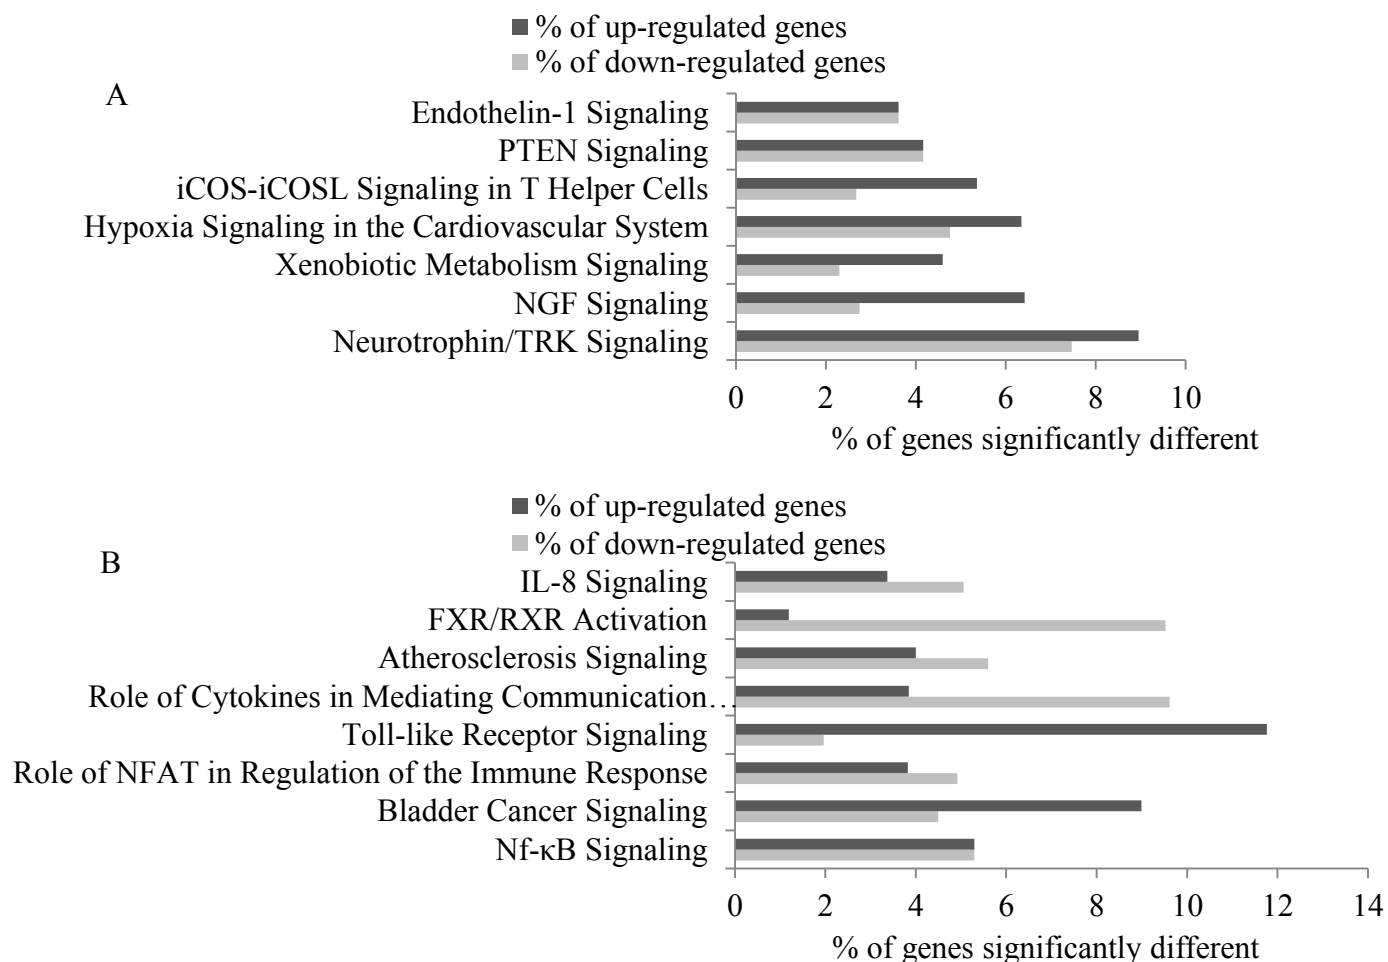 % of up-regulated genes
% of down-regulated genes
A
Endothelin-1 Signaling
PTEN Signaling
iCOS-iCOSL Signaling in T Helper Cells
Hypoxia Signaling in the Cardiovascular System
Xenobiotic Metabolism Signaling
NGF Signaling
Neurotrophin/TRK Signaling
0 2 4 6 8 10
% of genes significantly different
% of up-regulated genes
% of down-regulated genes
B
IL-8 Signaling
FXR/RXR Activation
Atherosclerosis Signaling
Role of Cytokines in Mediating Communication…
Toll-like Receptor Signaling
Role of NFAT in Regulation of the Immune Response
Bladder Cancer Signaling
Nf-κB Signaling
0 2 4 6 8 10 12 14
% of genes significantly different